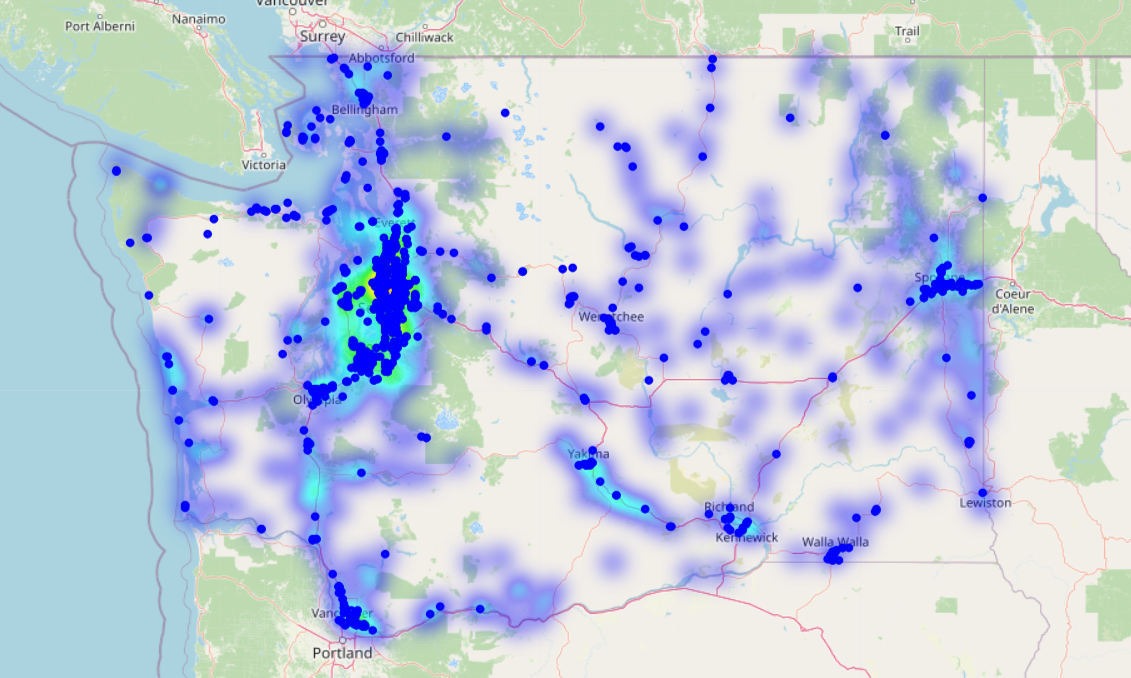 Vancouver
Port Alberni
Nanaimo
Surrey
Chilliwack
Trail
Abbotsford
Bellingham
Victoria
Everett
Spokane
Coeur
d'Alene
Wenatchee
Olympia
Yakima
Lewiston
Richland
Kennewick
Walla Walla
Vancouver
Portland